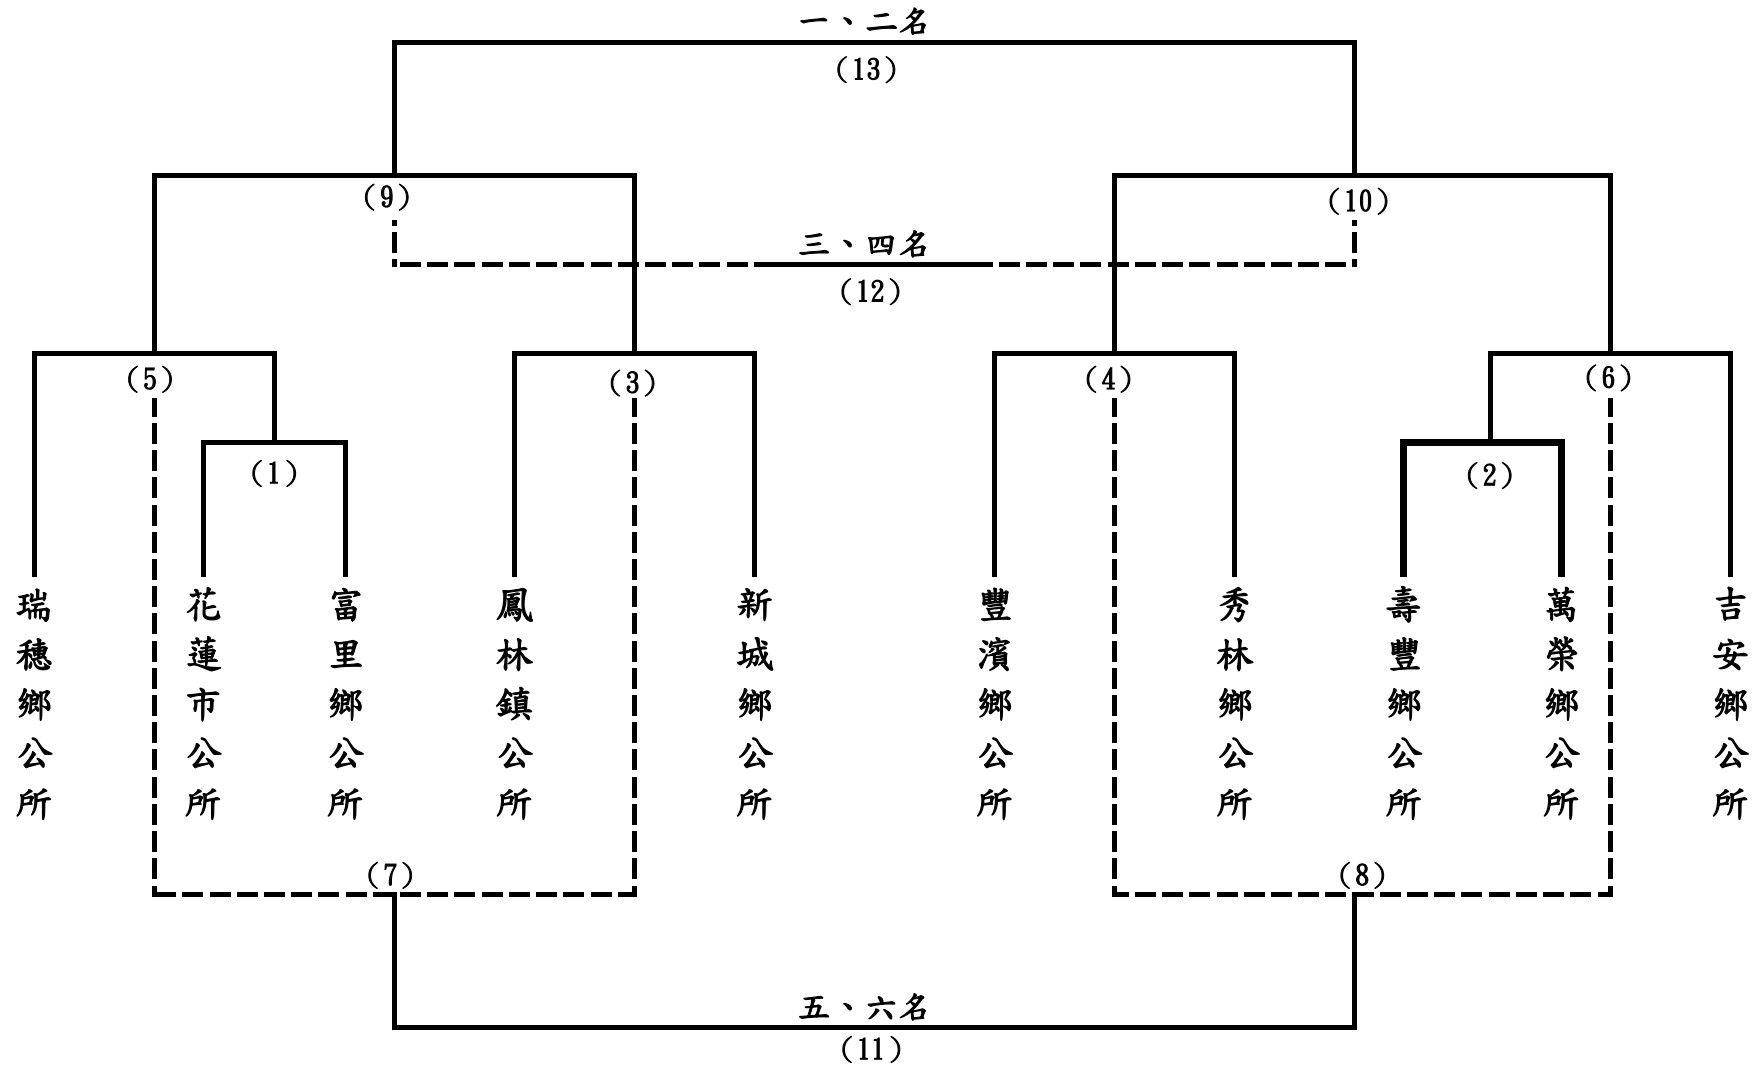 一、二名
(13)
(9)
(10)
三、四名
(12)
(5)
(3)
(4)
(6)
(1)
(2)
瑞穗鄉公所
花蓮市公所
富里鄉公所
鳳林鎮公所
新城鄉公所
豐濱鄉公所
秀林鄉公所
壽豐鄉公所
萬榮鄉公所
吉安鄉公所
(7)
(8)
五、六名
(11)